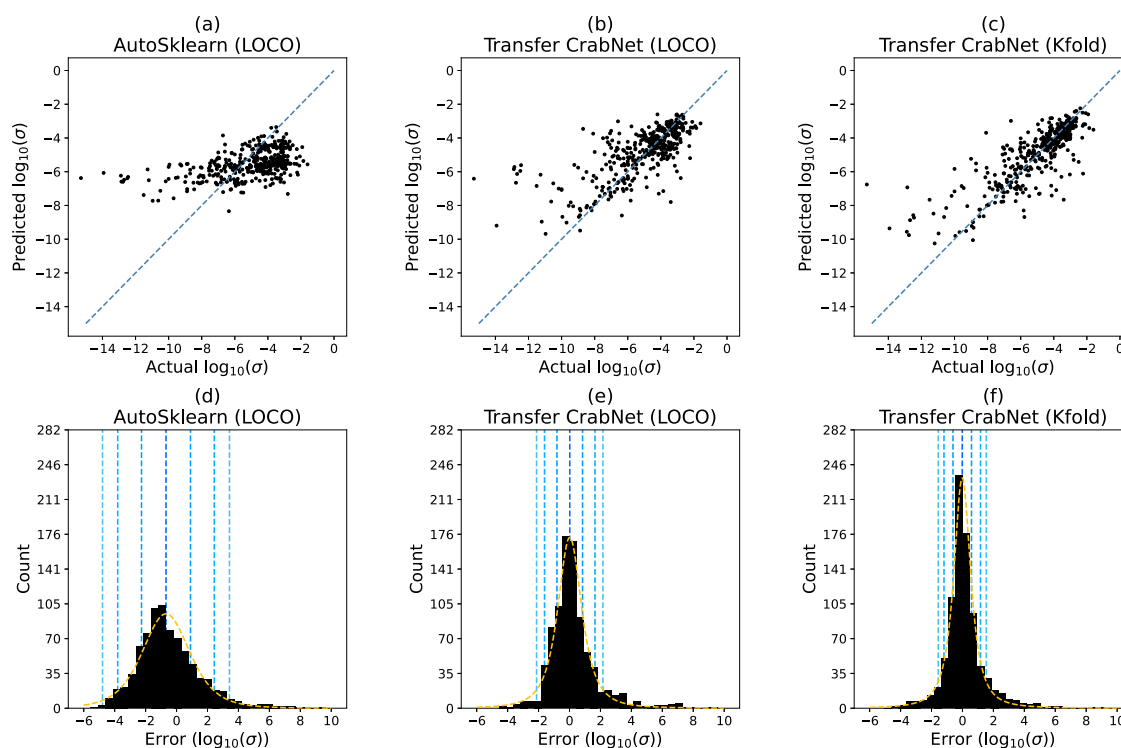 (a)
AutoSklearn (LOCO)
0
−2
−4
−6
−8
−10
−12
−14
Predicted log₁₀(σ)
−14 −12 −10 −8 −6 −4 −2 0
Actual log₁₀(σ)
(b)
Transfer CrabNet (LOCO)
0
−2
−4
−6
−8
−10
−12
−14
Predicted log₁₀(σ)
−14 −12 −10 −8 −6 −4 −2 0
Actual log₁₀(σ)
(c)
Transfer CrabNet (Kfold)
0
−2
−4
−6
−8
−10
−12
−14
Predicted log₁₀(σ)
−14 −12 −10 −8 −6 −4 −2 0
Actual log₁₀(σ)
(d)
AutoSklearn (LOCO)
282
246
211
176
141
105
70
35
0
Count
−6 −4 −2 0 2 4 6 8 10
Error (log₁₀(σ))
(e)
Transfer CrabNet (LOCO)
282
246
211
176
141
105
70
35
0
Count
−6 −4 −2 0 2 4 6 8 10
Error (log₁₀(σ))
(f)
Transfer CrabNet (Kfold)
282
246
211
176
141
105
70
35
0
Count
−6 −4 −2 0 2 4 6 8 10
Error (log₁₀(σ))